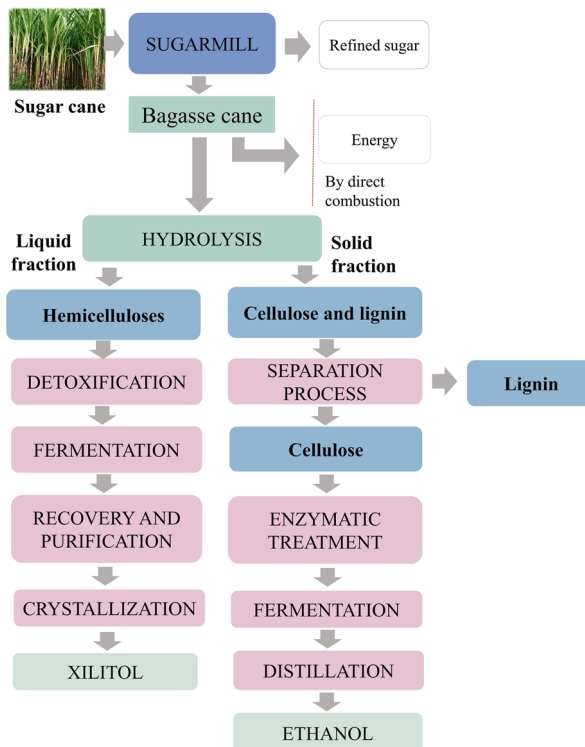 SUGARMILL
Refined sugar
Sugar cane
Bagasse cane
Energy
By direct
combustion
HYDROLYSIS
Liquid
fraction
Solid
fraction
Hemicelluloses
Cellulose and lignin
DETOXIFICATION
SEPARATION
PROCESS
Lignin
FERMENTATION
Cellulose
RECOVERY AND
PURIFICATION
ENZYMATIC
TREATMENT
CRYSTALLIZATION
FERMENTATION
XILITOL
DISTILLATION
ETHANOL